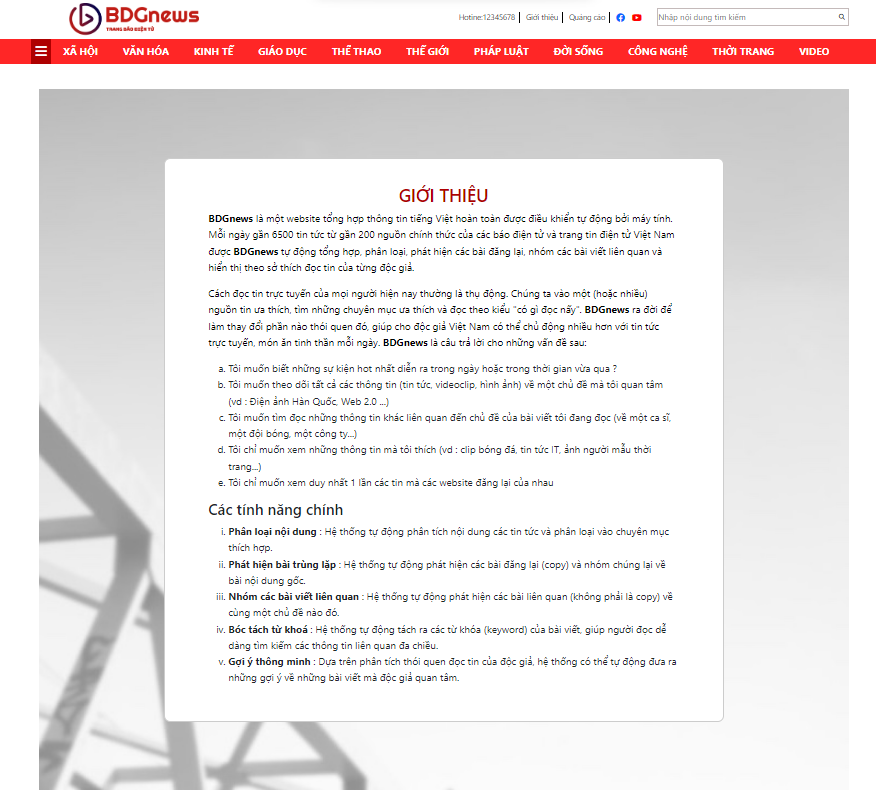 BDGnews
TRANG BÁO ĐIỆN TỬ
Hotine:12345678 Giới thiệu Quảng cáo Nhập nội dung tìm kiếm
XÃ HỘI VĂN HÓA KINH TẾ GIÁO DỤC THỂ THAO THẾ GIỚI PHÁP LUẬT ĐỜI SỐNG CÔNG NGHỆ THỜI TRANG VIDEO
GIỚI THIỆU
BDGnews là một website tổng hợp thông tin tiếng Việt hoàn toàn được điều khiển tự động bởi máy tính.
Mỗi ngày gần 6500 tin tức từ gần 200 nguồn chính thức của các báo điện tử và trang tin điện tử Việt Nam
được BDGnews tự động tổng hợp, phân loại, phát hiện các bài đăng lại, nhóm các bài viết liên quan và
hiển thị theo sở thích đọc tin của từng độc giả.
Cách đọc tin trực tuyến của mọi người hiện nay thường là thụ động. Chúng ta vào một (hoặc nhiều)
nguồn tin ưa thích, tìm những chuyên mục ưa thích và đọc theo kiểu "có gì đọc nấy". BDGnews ra đời để
làm thay đổi phần nào thói quen đó, giúp cho độc giả Việt Nam có thể chủ động nhiều hơn với tin tức
trực tuyến, món ăn tinh thần mỗi ngày. BDGnews là câu trả lời cho những vấn đề sau:
a. Tôi muốn biết những sự kiện hot nhất diễn ra trong ngày hoặc trong thời gian vừa qua ?
b. Tôi muốn theo dõi tất cả các thông tin (tin tức, videoclip, hình ảnh) về một chủ đề mà tôi quan tâm
(vd : Điện ảnh Hàn Quốc, Web 2.0 ...)
c. Tôi muốn tìm đọc những thông tin khác liên quan đến chủ đề của bài viết tôi đang đọc (về một ca sĩ,
một đội bóng, một công ty...)
d. Tôi chỉ muốn xem những thông tin mà tôi thích (vd : clip bóng đá, tin tức IT, ảnh người mẫu thời
trang...)
e. Tôi chỉ muốn xem duy nhất 1 lần các tin mà các website đăng lại của nhau
Các tính năng chính
i. Phân loại nội dung : Hệ thống tự động phân tích nội dung các tin tức và phân loại vào chuyên mục
thích hợp.
ii. Phát hiện bài trùng lặp : Hệ thống tự động phát hiện các bài đăng lại (copy) và nhóm chúng lại về
bài nội dung gốc.
iii. Nhóm các bài viết liên quan : Hệ thống tự động phát hiện các bài liên quan (không phải là copy) về
cùng một chủ đề nào đó.
iv. Bóc tách từ khoá : Hệ thống tự động tách ra các từ khóa (keyword) của bài viết, giúp người đọc dễ
dàng tìm kiếm các thông tin liên quan đa chiều.
v. Gợi ý thông minh : Dựa trên phân tích thói quen đọc tin của độc giả, hệ thống có thể tự động đưa ra
những gợi ý về những bài viết mà độc giả quan tâm.